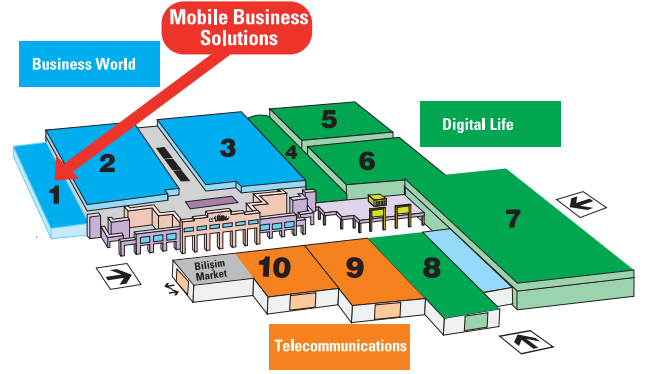 Mobile Business
Solutions
Business World
Digital Life
5
3
2
4
6
1
7
Bilişim
Market
10
9
8
Telecommunications